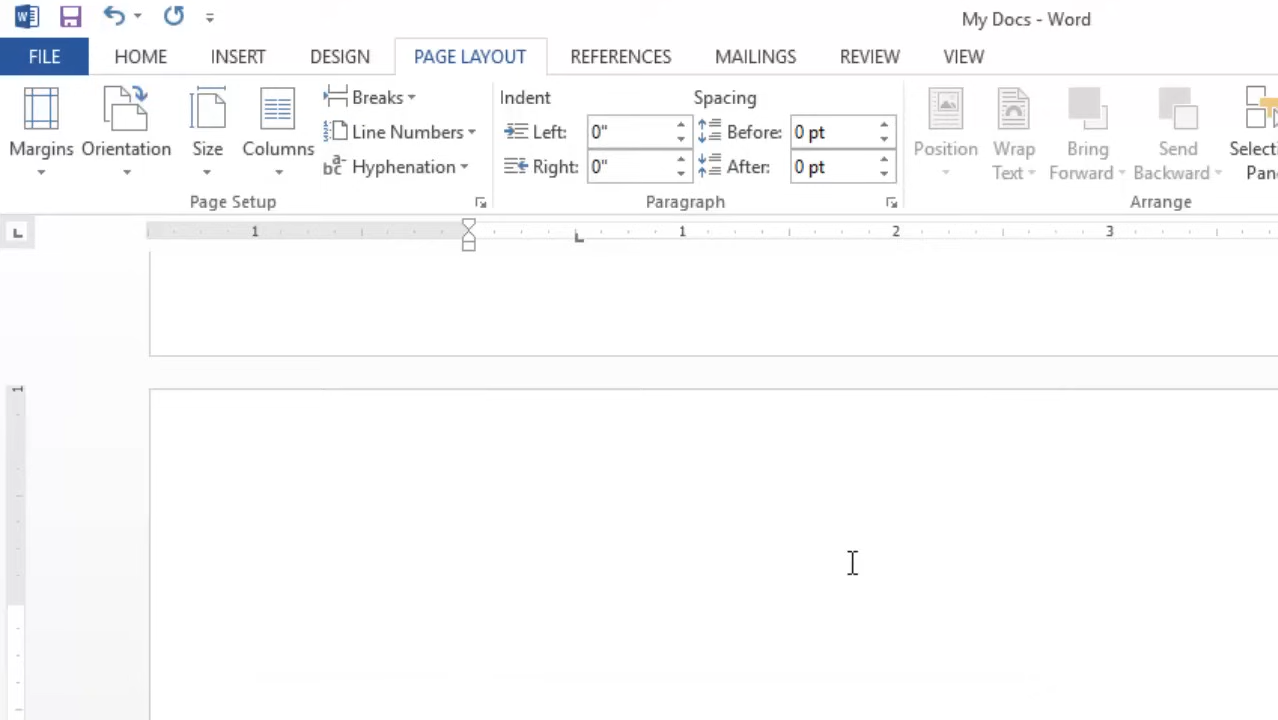 My Docs - Word
FILE HOME INSERT DESIGN PAGE LAYOUT REFERENCES MAILINGS REVIEW VIEW
Breaks Indent Spacing
Line Numbers Left: 0" Before: 0 pt
Margins Orientation Size Columns Position Wrap Bring Send
Hyphenation Right: 0" After: 0 pt Text Forward Backward
Page Setup Paragraph Arrange
L 1 1 2 3
1